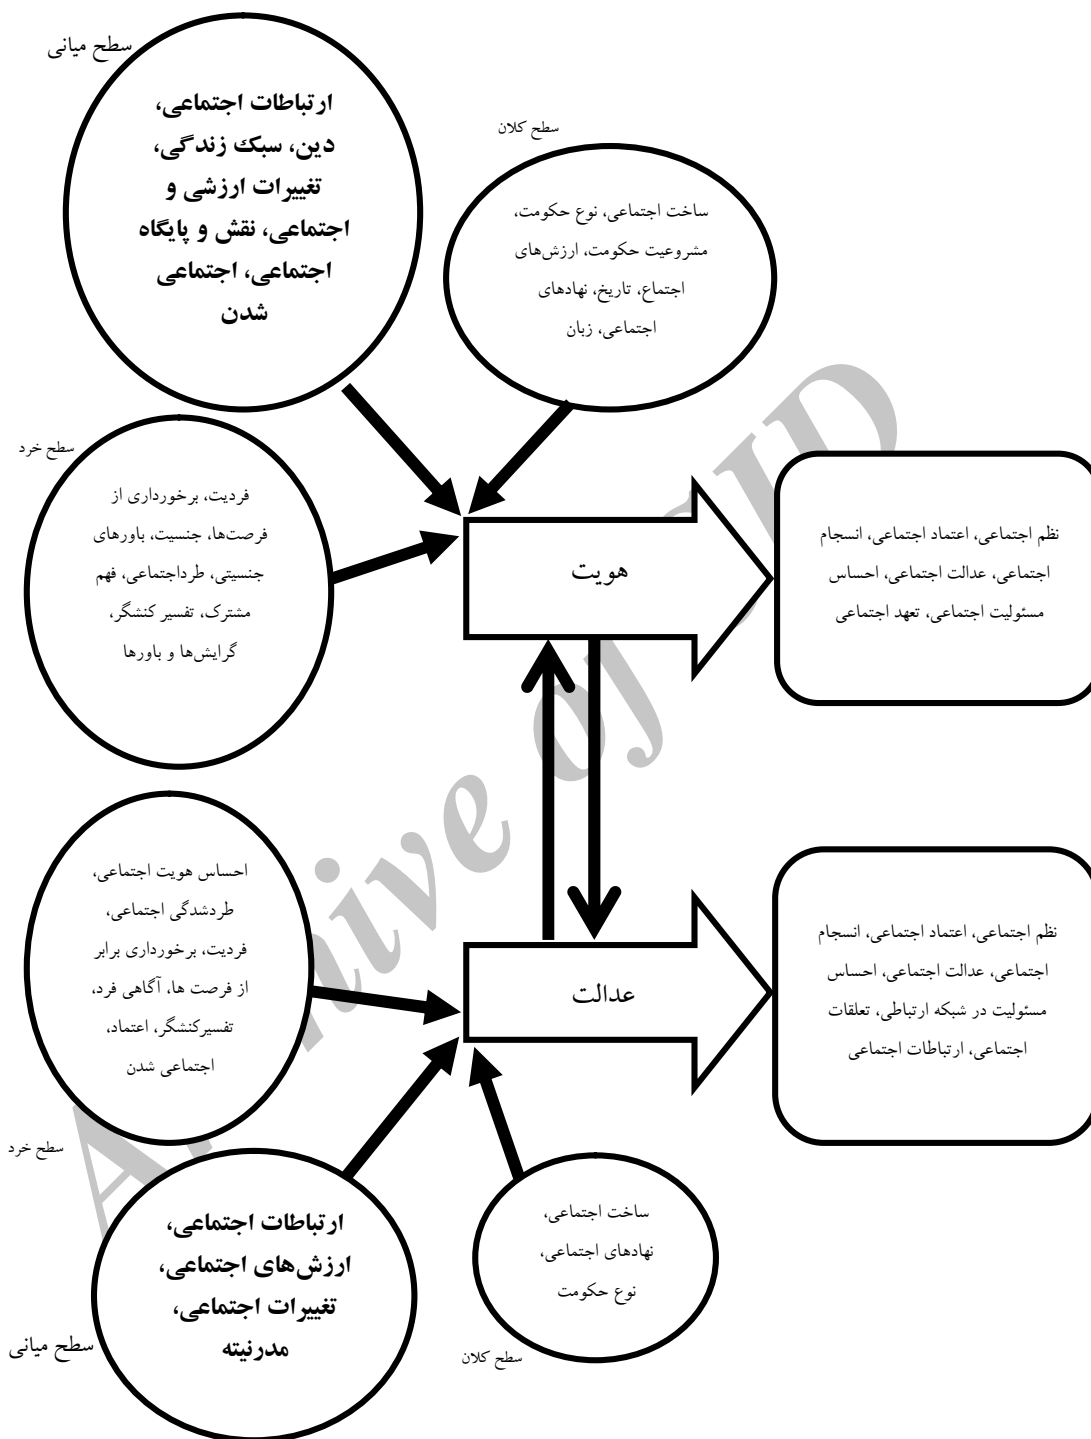 سطح میانی
ارتباطات اجتماعی،
دین، سبک زندگی،
تغییرات ارزشی و
اجتماعی، نقش و پایگاه
اجتماعی، اجتماعی
شدن
سطح کلان
ساخت اجتماعی، نوع حکومت،
مشروعیت حکومت، ارزش‌های
اجتماع، تاریخ، نهادهای
اجتماعی، زبان
سطح خرد
فردیت، برخورداری از
فرصت‌ها، جنسیت، باورهای
جنسیتی، طرداجتماعی، فهم
مشترک، تفسیر کنشگر،
گرایش‌ها و باورها
هویت
نظم اجتماعی، اعتماد اجتماعی، انسجام
اجتماعی، عدالت اجتماعی، احساس
مسئولیت اجتماعی، تعهد اجتماعی
احساس هویت اجتماعی،
طردشدگی اجتماعی،
فردیت، برخورداری برابر
از فرصت ها، آگاهی فرد،
تفسیرکنشگر، اعتماد،
اجتماعی شدن
سطح خرد
عدالت
نظم اجتماعی، اعتماد اجتماعی، انسجام
اجتماعی، عدالت اجتماعی، احساس
مسئولیت در شبکه ارتباطی، تعلقات
اجتماعی، ارتباطات اجتماعی
ارتباطات اجتماعی،
ارزش‌های اجتماعی،
تغییرات اجتماعی،
مدرنیته
سطح میانی
ساخت اجتماعی،
نهادهای اجتماعی،
نوع حکومت
سطح کلان
Archive of SID